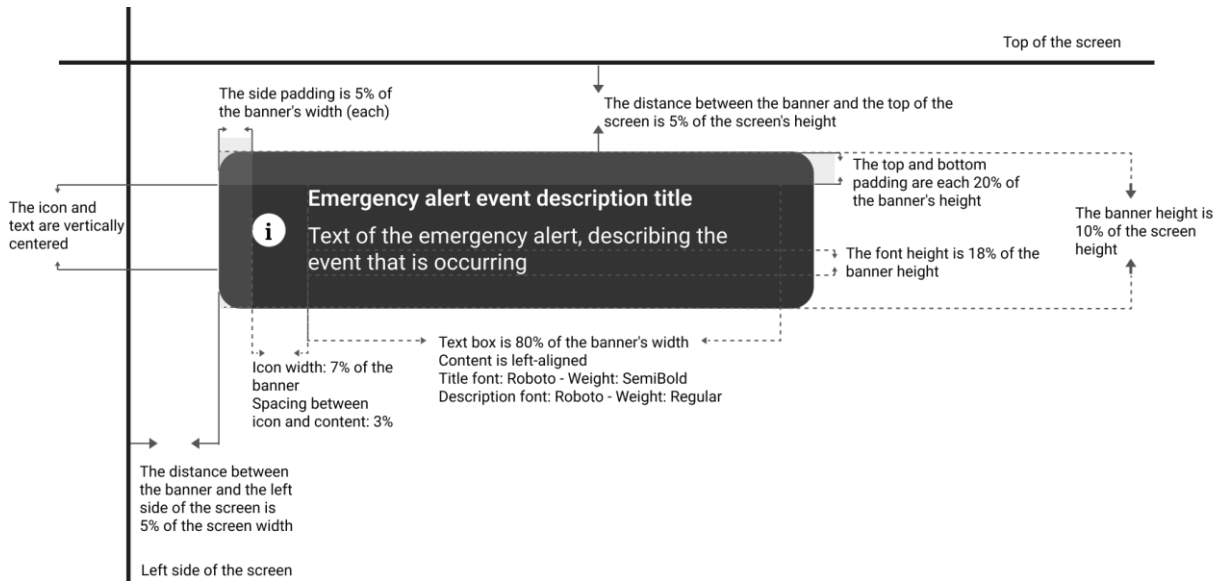 Top of the screen
The side padding is 5% of
the banner's width (each)
The distance between the banner and the top of the
screen is 5% of the screen's height
The top and bottom
padding are each 20% of
the banner's height
The icon and
text are vertically
centered
i
Emergency alert event description title
Text of the emergency alert, describing the
event that is occurring
The banner height is
10% of the screen
height
The font height is 18% of the
banner height
Icon width: 7% of the
banner
Spacing between
icon and content: 3%
Text box is 80% of the banner's width
Content is left-aligned
Title font: Roboto - Weight: SemiBold
Description font: Roboto - Weight: Regular
The distance between
the banner and the left
side of the screen is
5% of the screen width
Left side of the screen